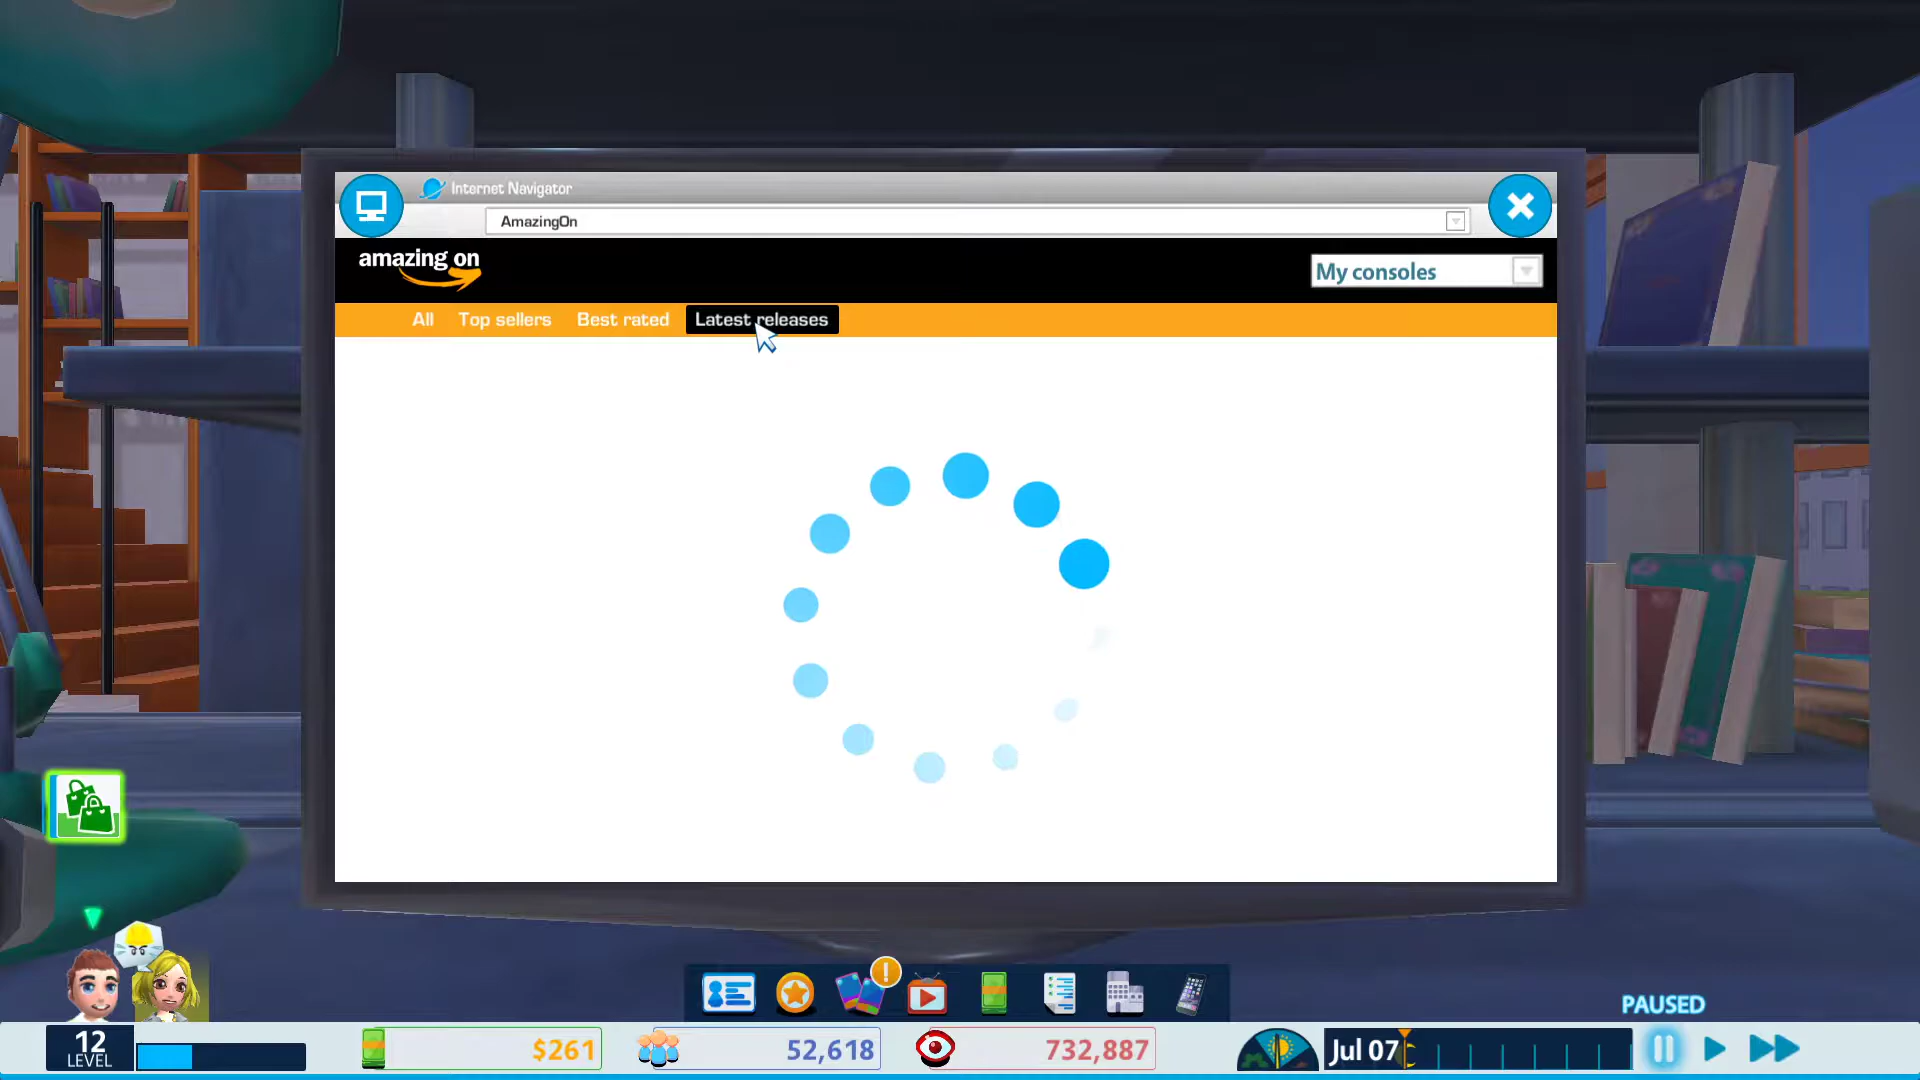 Internet Navigator
AmazingOn
amazing on
My consoles
All Top sellers Best rated Latest releases
!
PAUSED
12
LEVEL
$261
52,618
732,887
Jul 07